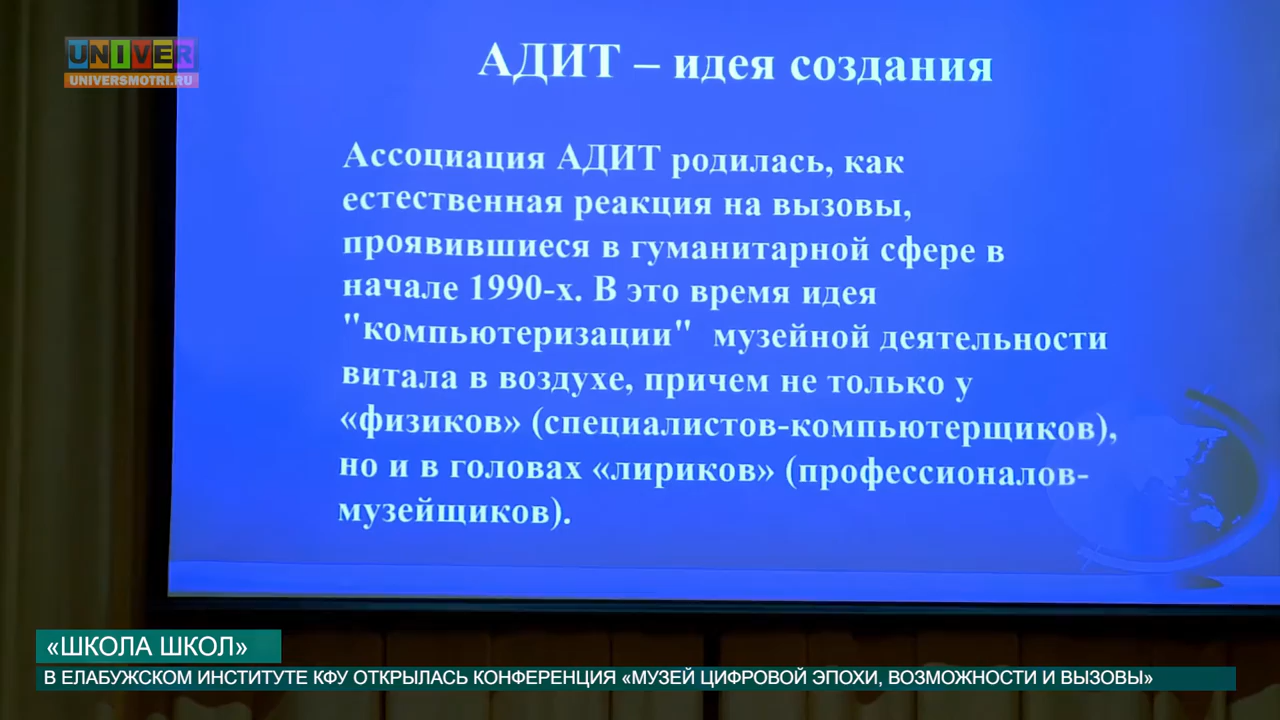 UNIVER
UNIVERSMOTRI.RU
АДИТ – идея создания
Ассоциация АДИТ родилась, как
естественная реакция на вызовы,
проявившиеся в гуманитарной сфере в
начале 1990-х. В это время идея
"компьютеризации" музейной деятельности
витала в воздухе, причем не только у
«физиков» (специалистов-компьютерщиков),
но и в головах «лириков» (профессионалов-
музейщиков).
«ШКОЛА ШКОЛ»
В ЕЛАБУЖСКОМ ИНСТИТУТЕ КФУ ОТКРЫЛАСЬ КОНФЕРЕНЦИЯ «МУЗЕЙ ЦИФРОВОЙ ЭПОХИ, ВОЗМОЖНОСТИ И ВЫЗОВЫ»